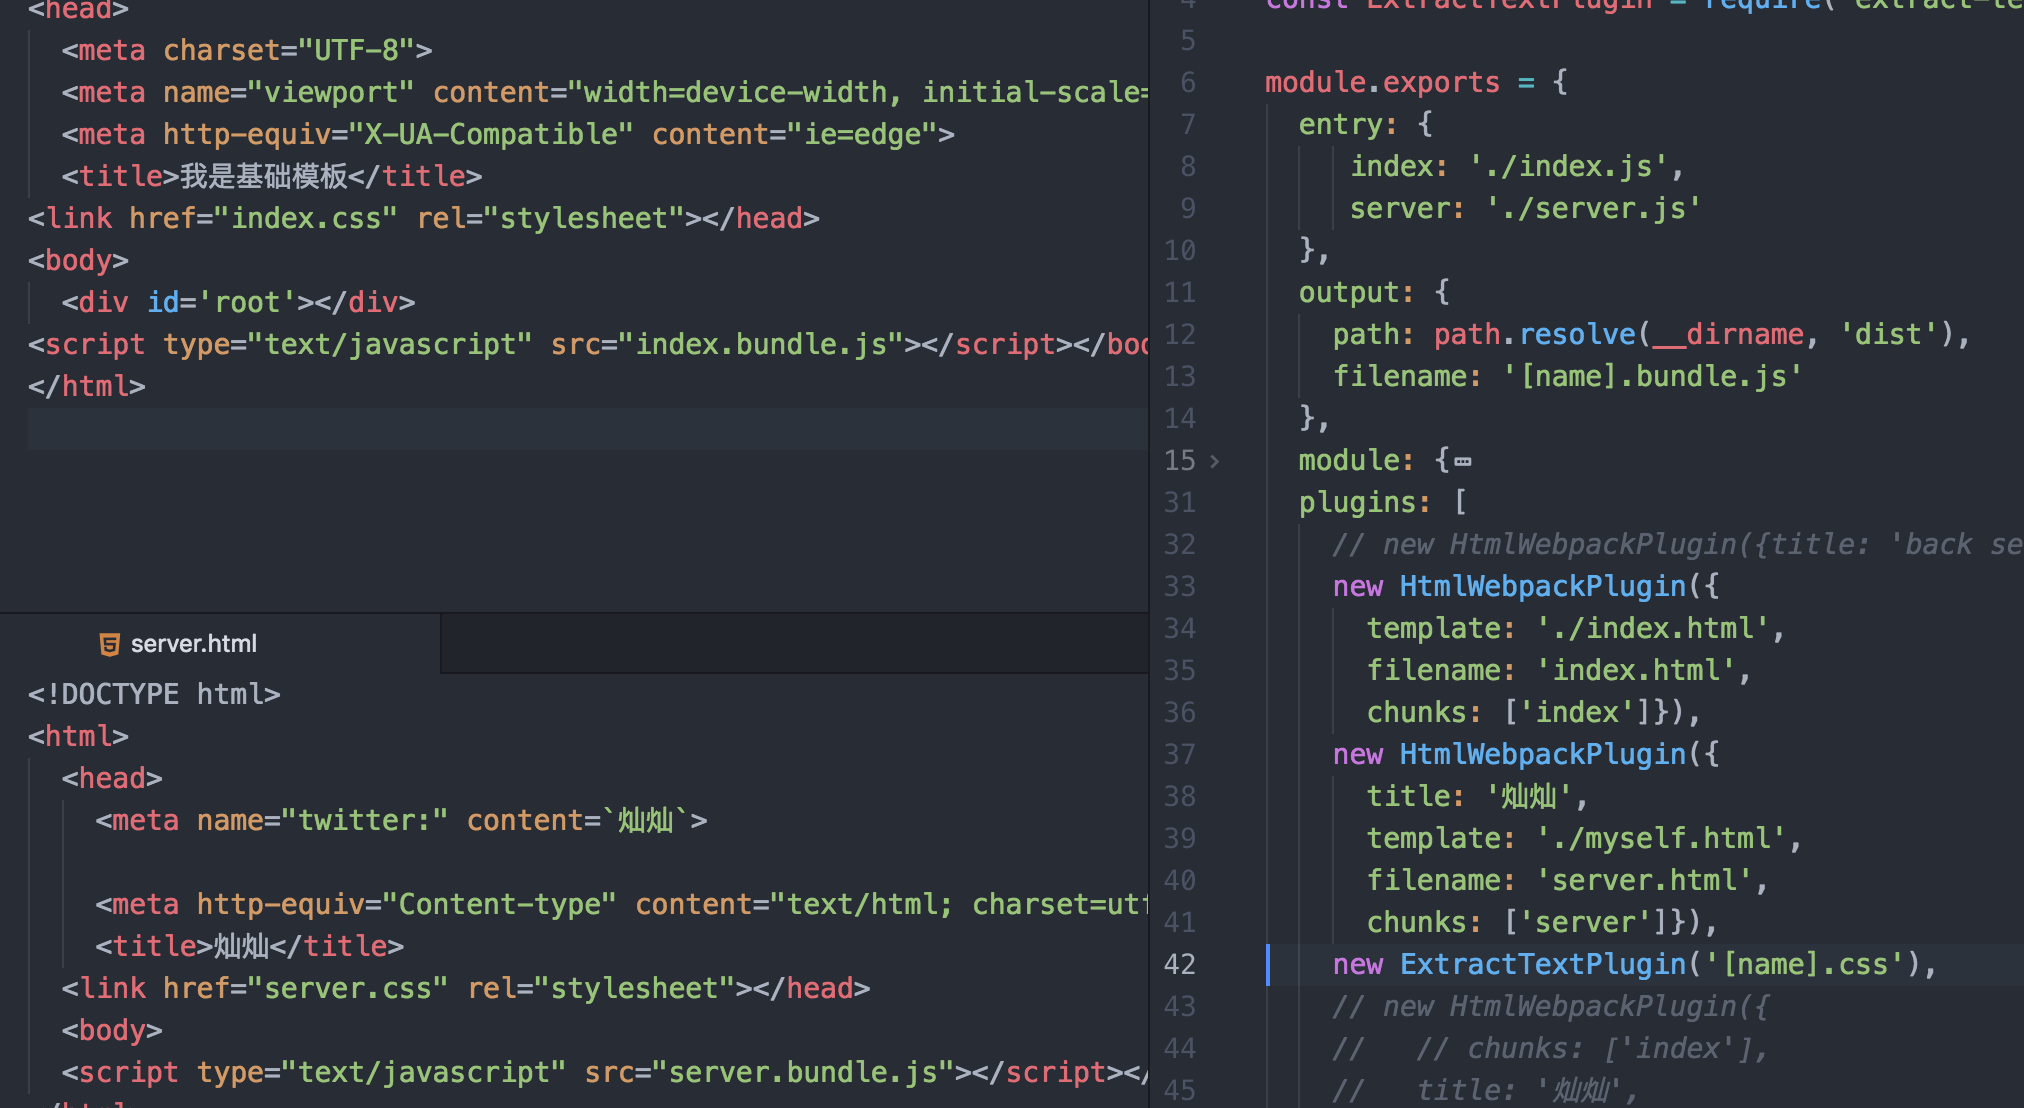 <head>
<meta charset="UTF-8">
<meta name="viewport" content="width=device-width, initial-scale=
<meta http-equiv="X-UA-Compatible" content="ie=edge">
<title>我是基础模板</title>
<link href="index.css" rel="stylesheet"></head>
<body>
<div id='root'></div>
<script type="text/javascript" src="index.bundle.js"></script></bod
</html>
server.html
<!DOCTYPE html>
<html>
<head>
<meta name="twitter:" content=`灿灿`>
<meta http-equiv="Content-type" content="text/html; charset=utf
<title>灿灿</title>
<link href="server.css" rel="stylesheet"></head>
<body>
<script type="text/javascript" src="server.bundle.js"></script></
4 const ExtractTextPlugin = require('extract-te
5
6 module.exports = {
7 entry: {
8 index: './index.js',
9 server: './server.js'
10 },
11 output: {
12 path: path.resolve(__dirname, 'dist'),
13 filename: '[name].bundle.js'
14 },
15 module: {
31 plugins: [
32 // new HtmlWebpackPlugin({title: 'back se
33 new HtmlWebpackPlugin({
34 template: './index.html',
35 filename: 'index.html',
36 chunks: ['index']}),
37 new HtmlWebpackPlugin({
38 title: '灿灿',
39 template: './myself.html',
40 filename: 'server.html',
41 chunks: ['server']}),
42 new ExtractTextPlugin('[name].css'),
43 // new HtmlWebpackPlugin({
44 // // chunks: ['index'],
45 // title: '灿灿',